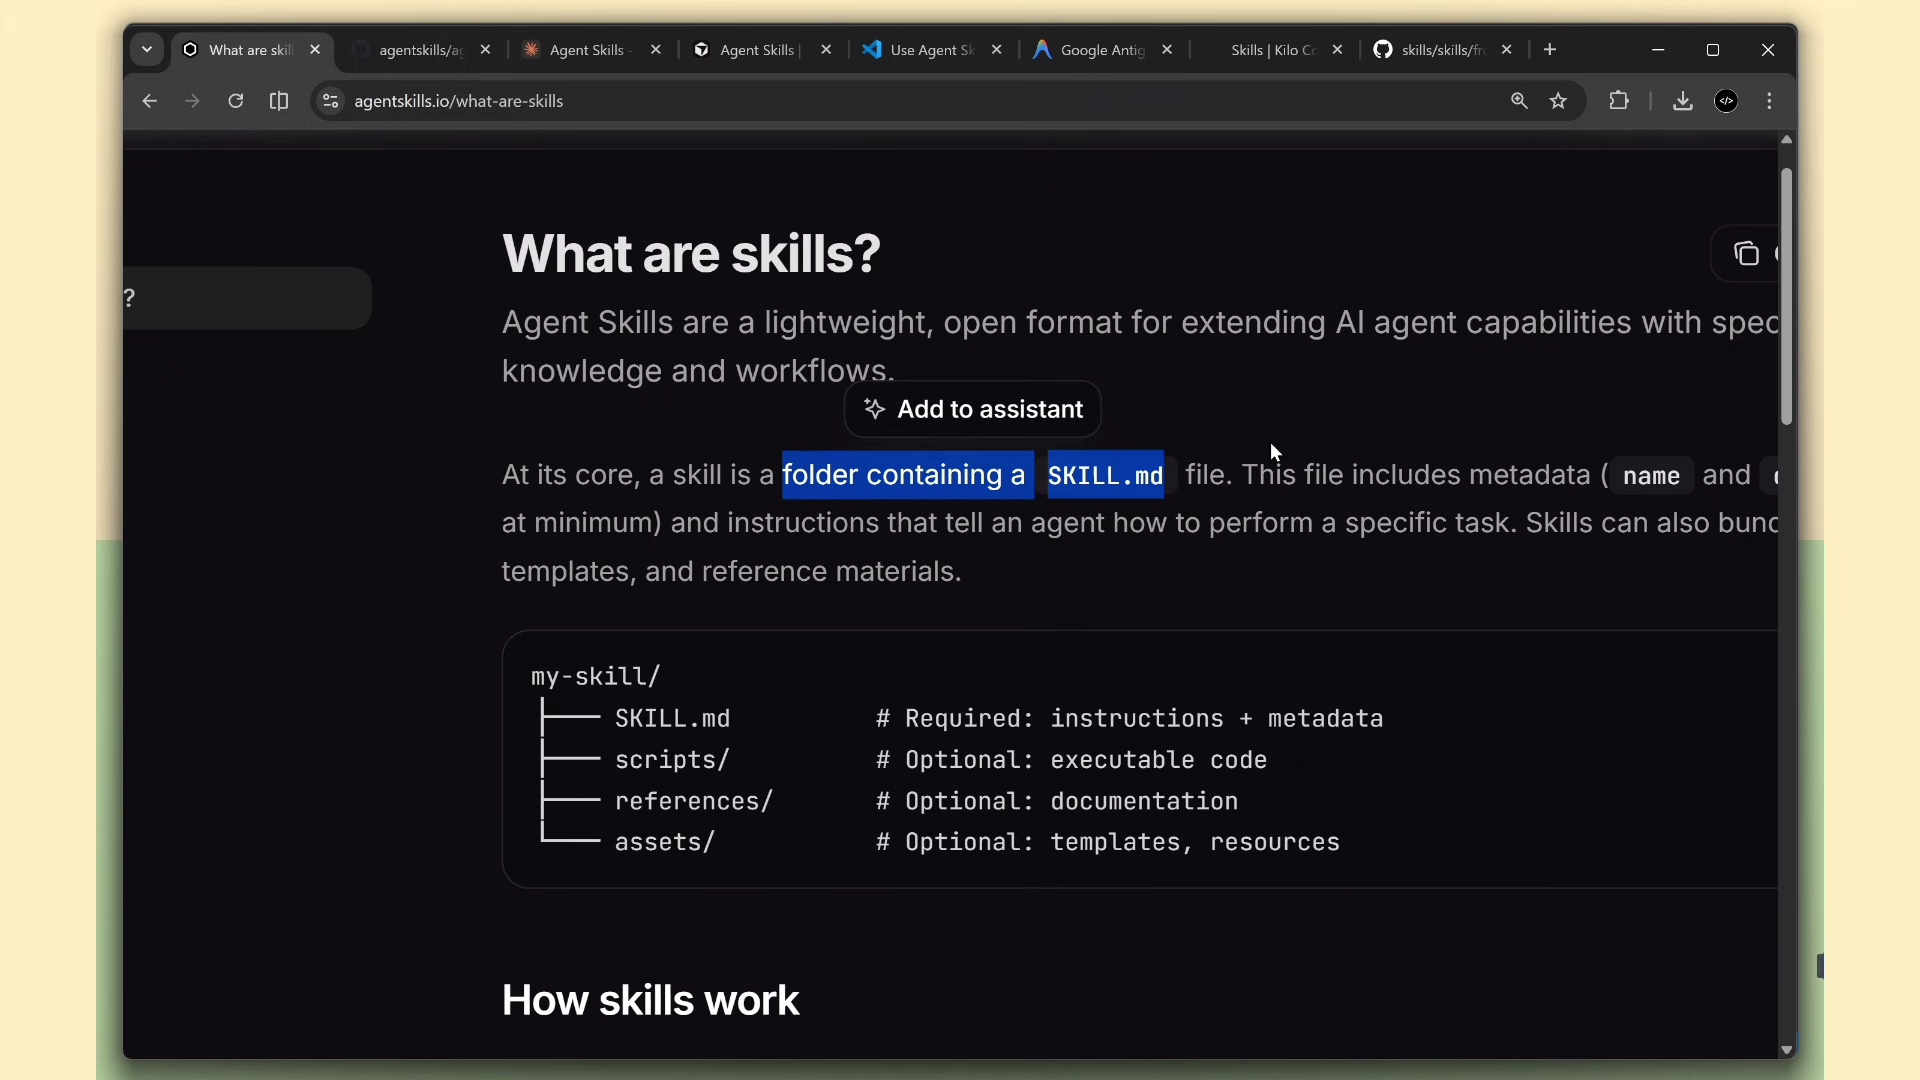 What are skil
agentskills/ag
Agent Skills -
Agent Skills |
Use Agent Sk
Google Antig
Skills | Kilo Co
skills/skills/fro
agentskills.io/what-are-skills
?
What are skills?
Agent Skills are a lightweight, open format for extending AI agent capabilities with spec
knowledge and workflows.
Add to assistant
At its core, a skill is a folder containing a SKILL.md file. This file includes metadata (name and
at minimum) and instructions that tell an agent how to perform a specific task. Skills can also bund
templates, and reference materials.
my-skill/
├── SKILL.md # Required: instructions + metadata
├── scripts/ # Optional: executable code
├── references/ # Optional: documentation
└── assets/ # Optional: templates, resources
How skills work